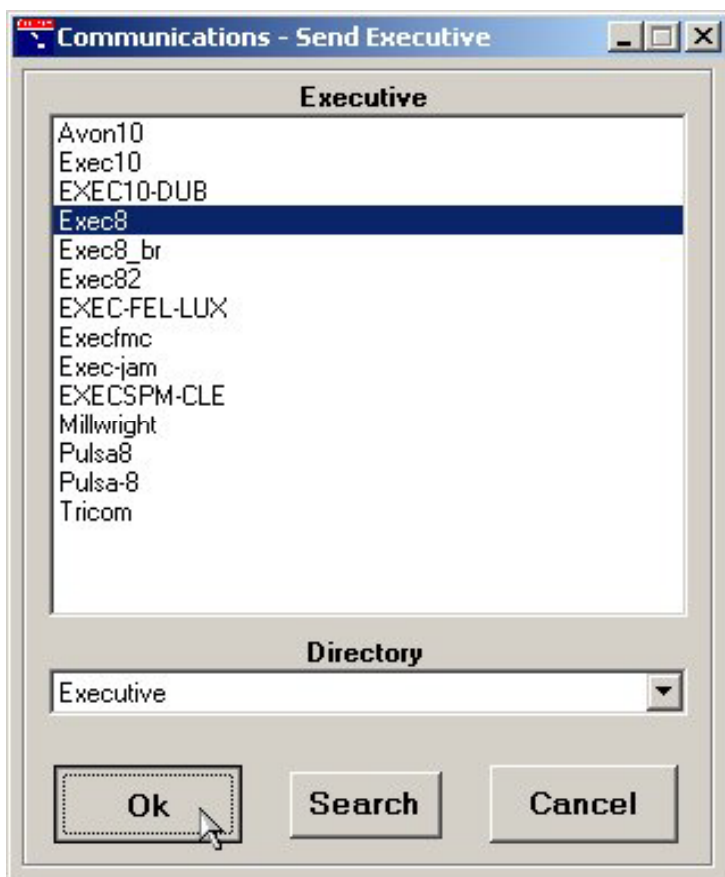 Communications - Send Executive
Executive
Avon10
Exec10
EXEC10-DUB
Exec8
Exec8_br
Exec82
EXEC-FEL-LUX
Execfmc
Exec-jam
EXECSPM-CLE
Millwright
Pulsa8
Pulsa-8
Tricom
Directory
Executive
Ok Search Cancel